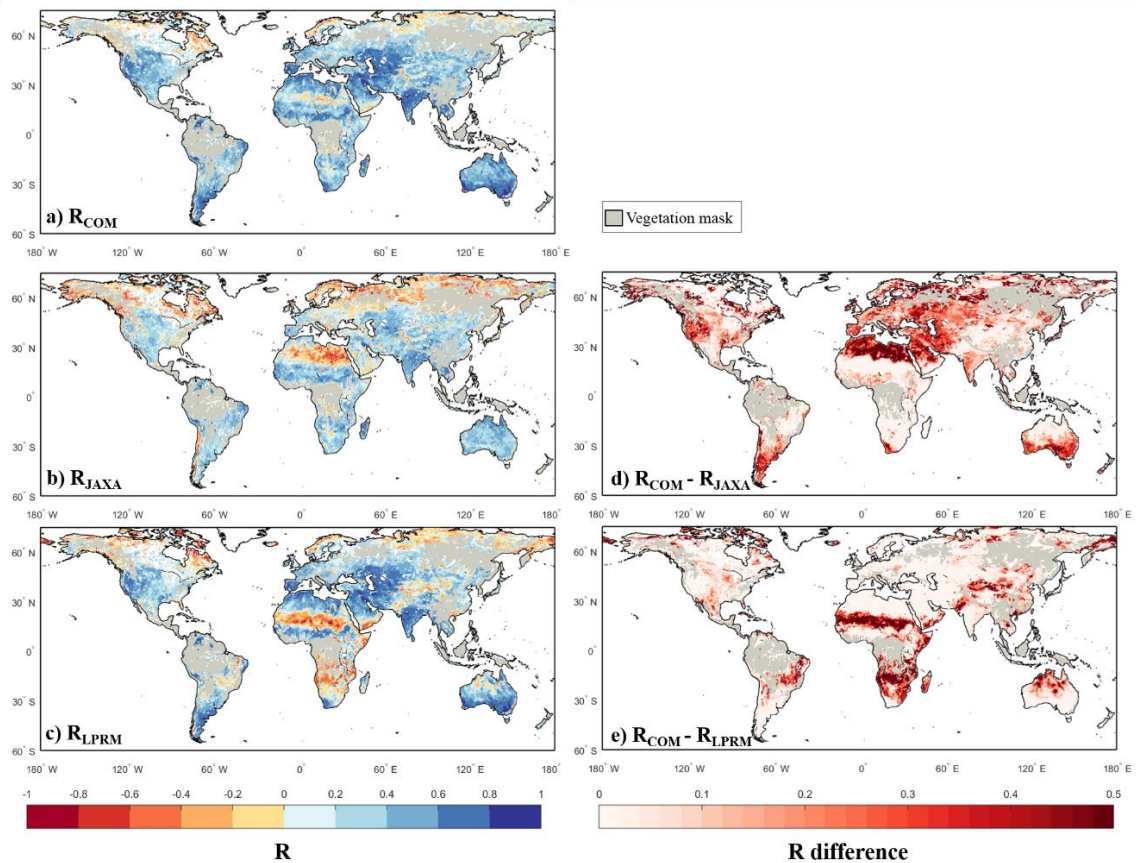 60° N
30° N
0°
30° S
60° S
a) R_COM
180° W 120° W 60° W 0° 60° E 120° E 180° E
Vegetation mask
60° N
30° N
0°
30° S
60° S
b) R_JAXA
180° W 120° W 60° W 0° 60° E 120° E 180° E
60° N
30° N
0°
30° S
60° S
d) R_COM - R_JAXA
180° W 120° W 60° W 0° 60° E 120° E 180° E
60° N
30° N
0°
30° S
60° S
c) R_LPRM
180° W 120° W 60° W 0° 60° E 120° E 180° E
60° N
30° N
0°
30° S
60° S
e) R_COM - R_LPRM
180° W 120° W 60° W 0° 60° E 120° E 180° E
-1 -0.8 -0.6 -0.4 -0.2 0 0.2 0.4 0.6 0.8 1
R
0 0.1 0.2 0.3 0.4 0.5
R difference